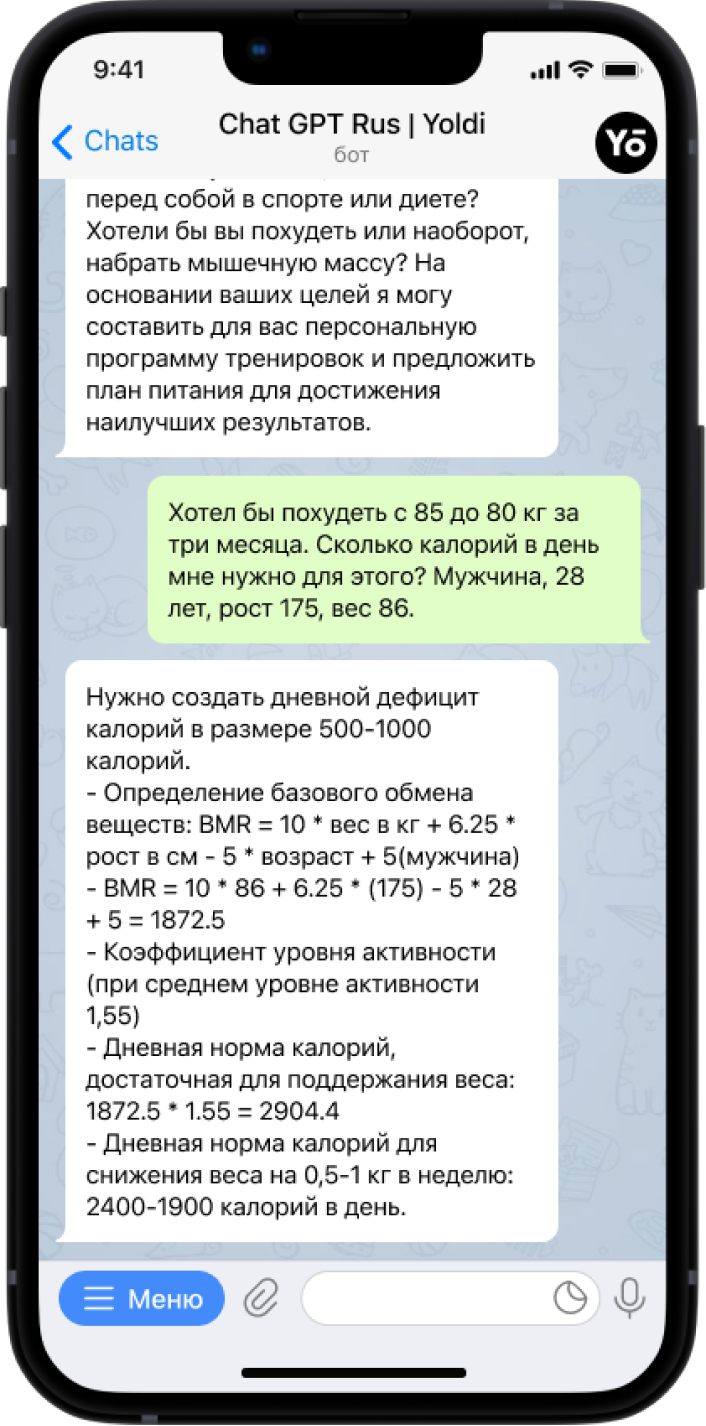 9:41
Chats
Chat GPT Rus | Yoldi
бот
Yō
перед собой в спорте или диете?
Хотели бы вы похудеть или наоборот,
набрать мышечную массу? На
основании ваших целей я могу
составить для вас персональную
программу тренировок и предложить
план питания для достижения
наилучших результатов.
Хотел бы похудеть с 85 до 80 кг за
три месяца. Сколько калорий в день
мне нужно для этого? Мужчина, 28
лет, рост 175, вес 86.
Нужно создать дневной дефицит
калорий в размере 500-1000
калорий.
- Определение базового обмена
веществ: BMR = 10 * вес в кг + 6.25 *
рост в см - 5 * возраст + 5(мужчина)
- BMR = 10 * 86 + 6.25 * (175) - 5 * 28
+ 5 = 1872.5
- Коэффициент уровня активности
(при среднем уровне активности
1,55)
- Дневная норма калорий,
достаточная для поддержания веса:
1872.5 * 1.55 = 2904.4
- Дневная норма калорий для
снижения веса на 0,5-1 кг в неделю:
2400-1900 калорий в день.
Меню